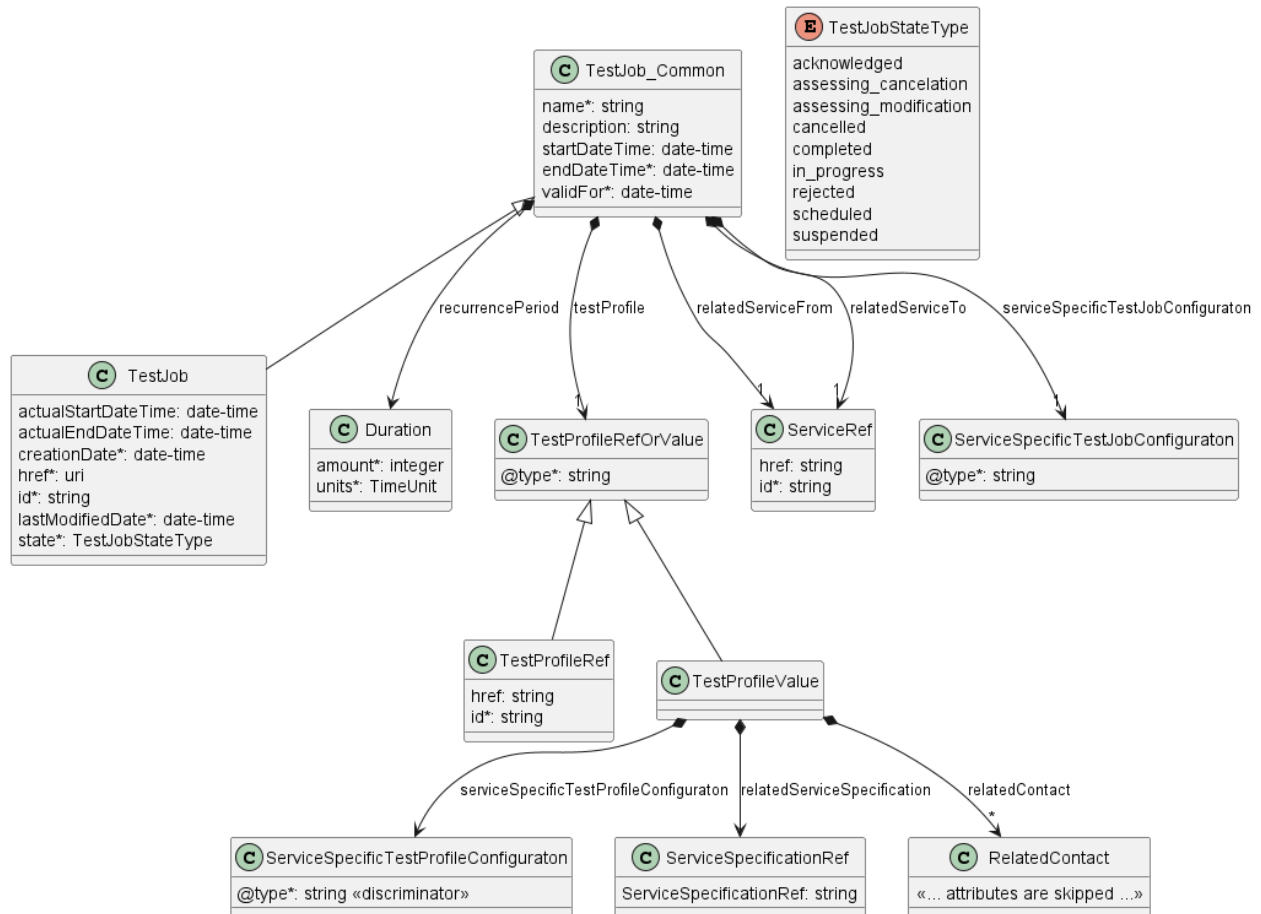 E TestJobStateType
acknowledged
assessing_cancelation
assessing_modification
cancelled
completed
in_progress
rejected
scheduled
suspended
C TestJob_Common
name*: string
description: string
startDateTime: date-time
endDateTime*: date-time
validFor*: date-time
recurrencePeriod
testProfile
relatedServiceFrom
relatedServiceTo
serviceSpecificTestJobConfiguraton
C TestJob
actualStartDateTime: date-time
actualEndDateTime: date-time
creationDate*: date-time
href*: uri
id*: string
lastModifiedDate*: date-time
state*: TestJobStateType
1
1
1
1
C Duration
amount*: integer
units*: TimeUnit
C TestProfileRefOrValue
@type*: string
C ServiceRef
href: string
id*: string
C ServiceSpecificTestJobConfiguraton
@type*: string
C TestProfileRef
href: string
id*: string
C TestProfileValue
serviceSpecificTestProfileConfiguraton
relatedServiceSpecification
relatedContact
*
C ServiceSpecificTestProfileConfiguraton
@type*: string «discriminator»
C ServiceSpecificationRef
ServiceSpecificationRef: string
C RelatedContact
«... attributes are skipped ...»